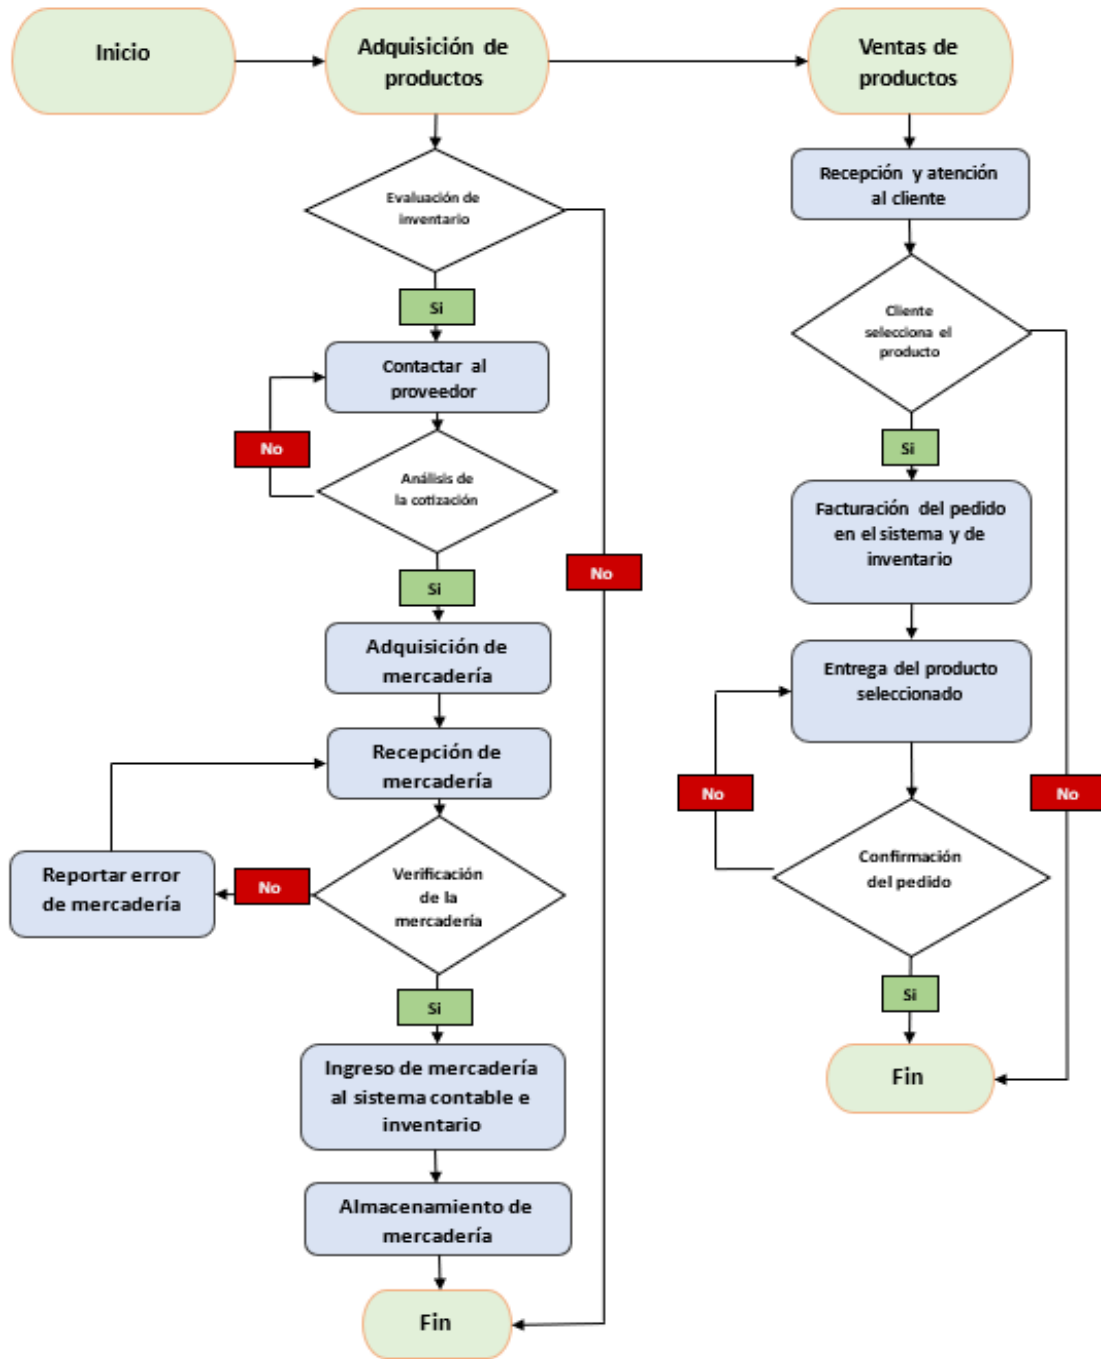 Inicio
Adquisición de
productos
Ventas de
productos
Evaluación de
inventario
Si
Contactar al
proveedor
No
Análisis de
la cotización
Si
No
Adquisición de
mercadería
Recepción de
mercadería
Reportar error
de mercadería
No
Verificación
de la
mercadería
Si
Ingreso de mercadería
al sistema contable e
inventario
Almacenamiento de
mercadería
Fin
Recepción y atención
al cliente
Cliente
selecciona el
producto
Si
Facturación del pedido
en el sistema y de
inventario
Entrega del producto
seleccionado
No
No
Confirmación
del pedido
Si
Fin